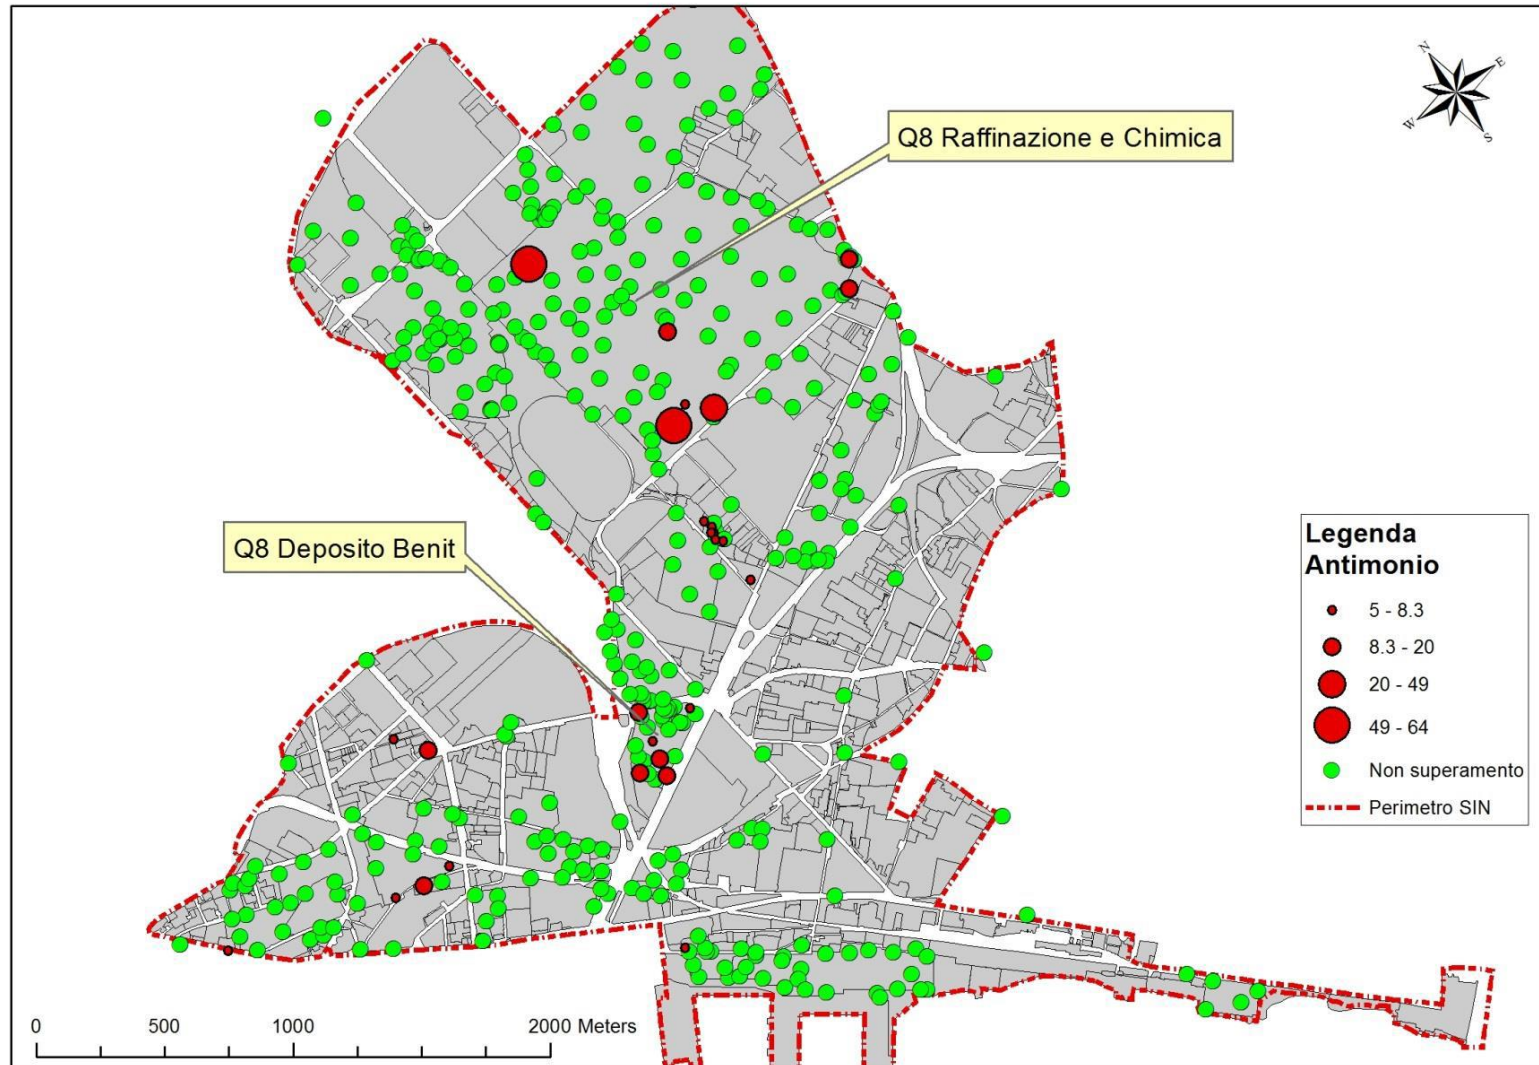 N
E
W
S
Q8 Raffinazione e Chimica
Q8 Deposito Benit
Legenda
Antimonio
5 - 8.3
8.3 - 20
20 - 49
49 - 64
Non superamento
Perimetro SIN
0 500 1000 2000 Meters